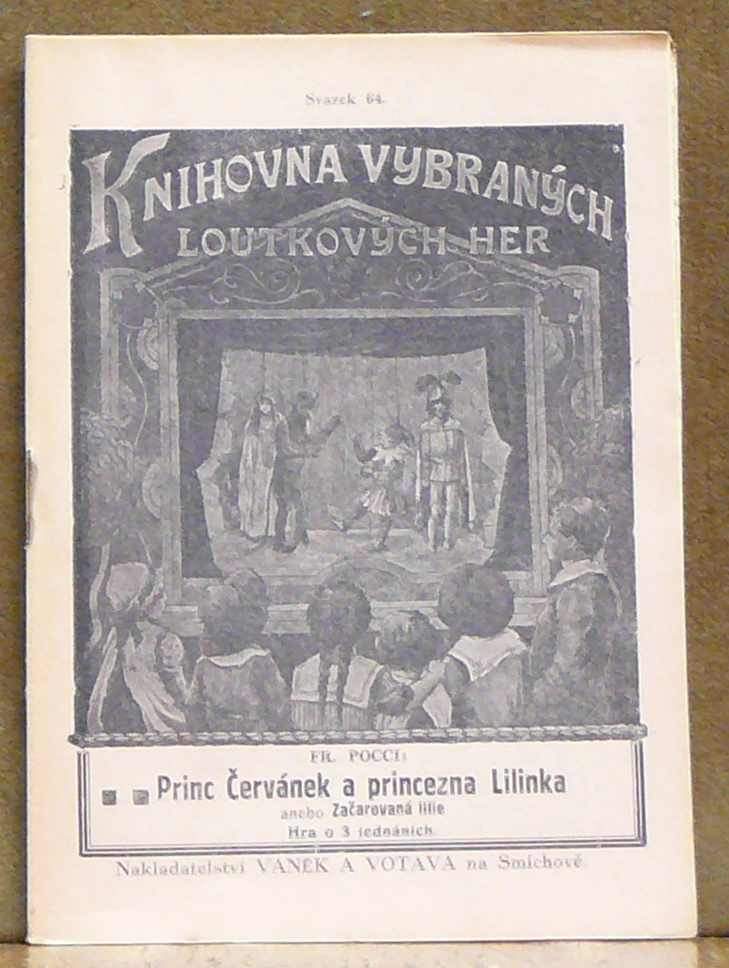 Svazek 64.
KNIHOVNA VYBRANÝCH
LOUTKOVÝCH HER
FR. POCCI:
Princ Červánek a princezna Lilinka
anebo Začarovaná lilie
Hra o 3 jednáních.
Nakladatelství VANĚK A VOTAVA na Smíchově.